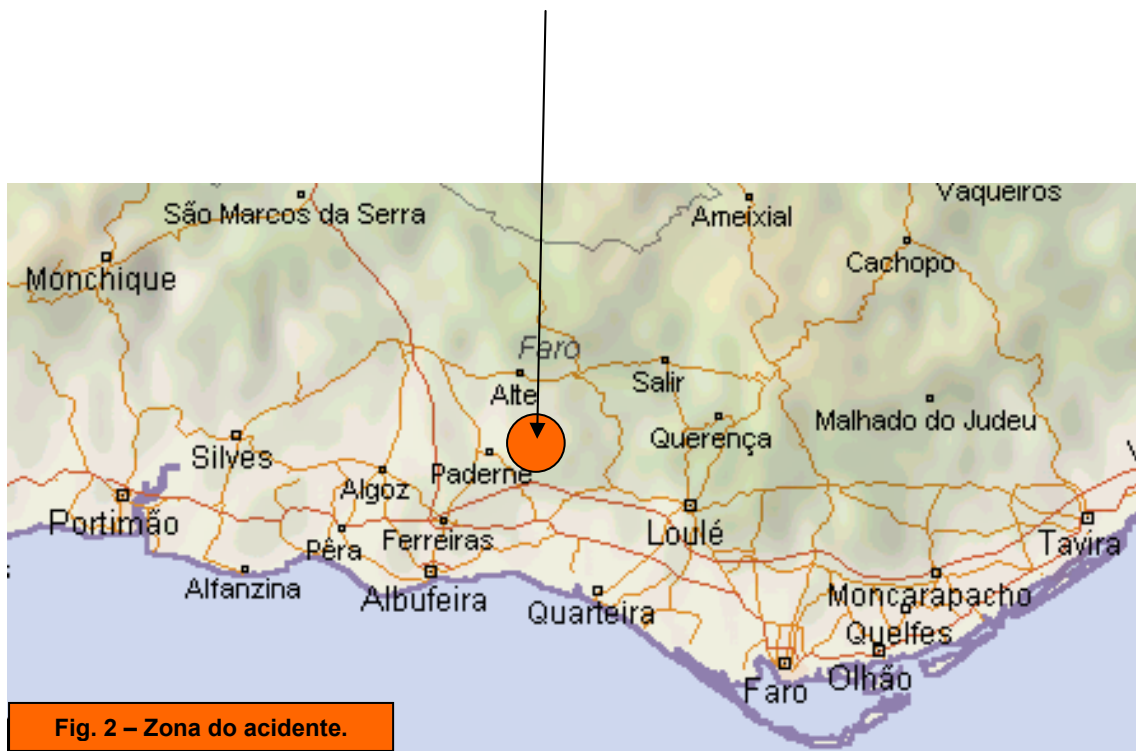 Vaqueiros
São Marcos da Serra
Ameixial
Monchique
Cachopo
Faro
Alte
Salir
Malhado do Judeu
Querença
Silves
Paderne
Algoz
Portimão
Loulé
Ferreiras
Pêra
Tavira
Alfanzina
Albufeira
Quarteira
Moncarapacho
Quelfes
Olhão
Faro
Fig. 2 – Zona do acidente.